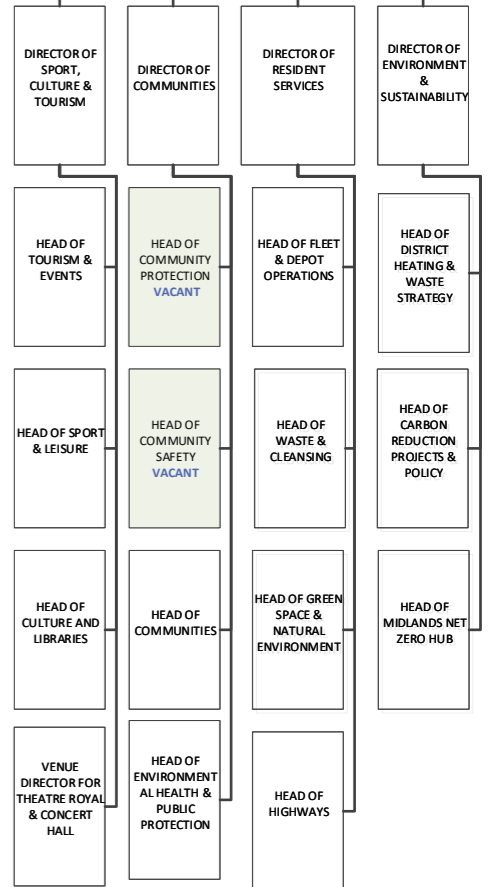 DIRECTOR OF
SPORT,
CULTURE &
TOURISM
DIRECTOR OF
COMMUNITIES
DIRECTOR OF
RESIDENT
SERVICES
DIRECTOR OF
ENVIRONMENT
&
SUSTAINABILITY
HEAD OF
TOURISM &
EVENTS
HEAD OF
COMMUNITY
PROTECTION
VACANT
HEAD OF FLEET
& DEPOT
OPERATIONS
HEAD OF
DISTRICT
HEATING &
WASTE
STRATEGY
HEAD OF SPORT
& LEISURE
HEAD OF
COMMUNITY
SAFETY
VACANT
HEAD OF
WASTE &
CLEANSING
HEAD OF
CARBON
REDUCTION
PROJECTS &
POLICY
HEAD OF
CULTURE AND
LIBRARIES
HEAD OF
COMMUNITIES
HEAD OF GREEN
SPACE &
NATURAL
ENVIRONMENT
HEAD OF
MIDLANDS NET
ZERO HUB
VENUE
DIRECTOR FOR
THEATRE ROYAL
& CONCERT
HALL
HEAD OF
ENVIRONMENT
AL HEALTH &
PUBLIC
PROTECTION
HEAD OF
HIGHWAYS